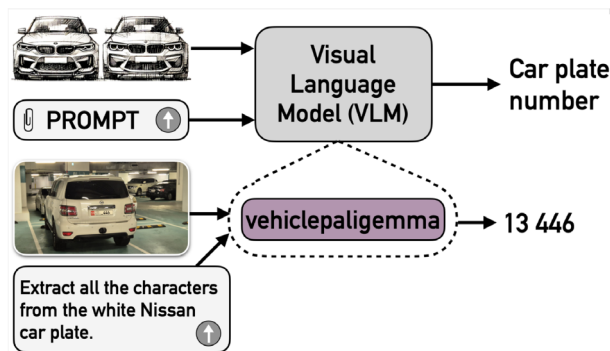 Visual
Language
Model (VLM)
Car plate
number
PROMPT
vehiclepaligemma
13 446
Extract all the characters
from the white Nissan
car plate.